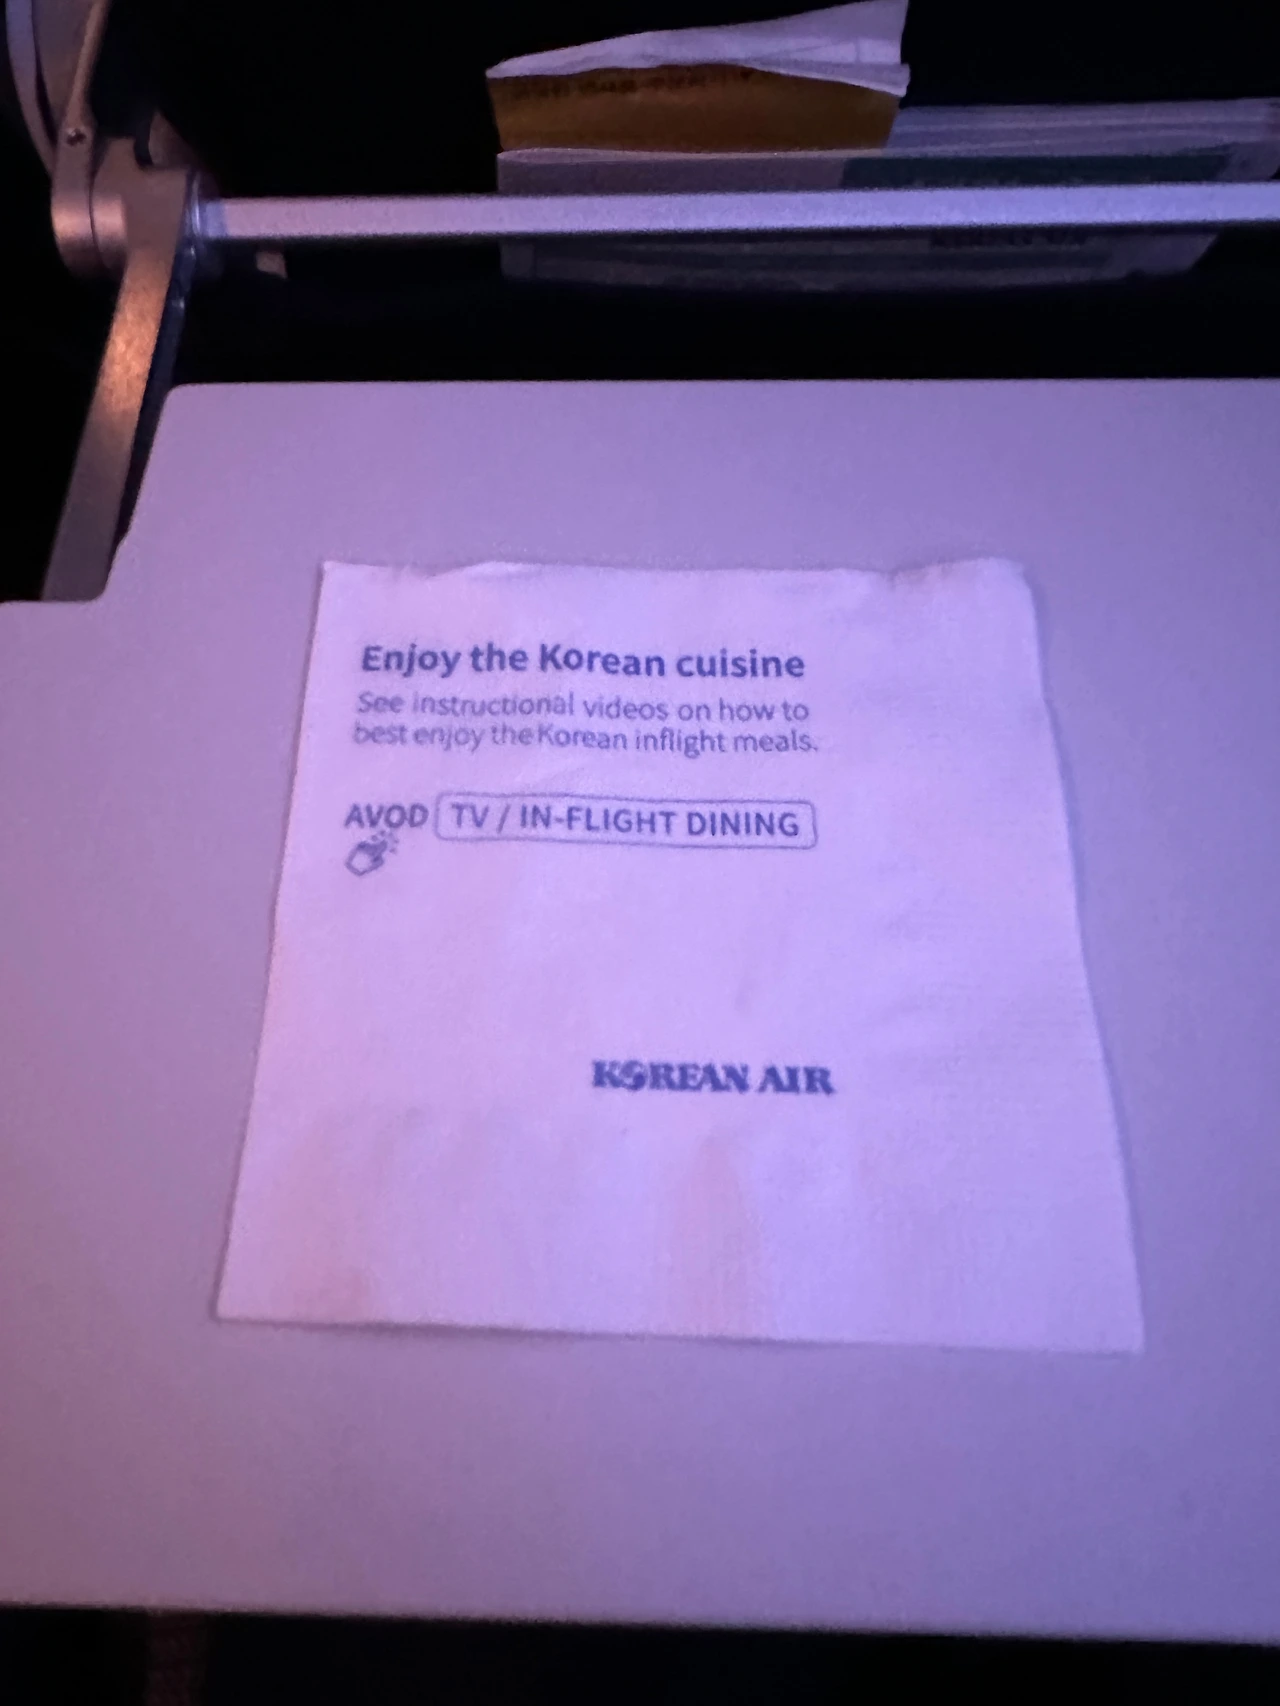 Enjoy the Korean cuisine
See instructional videos on how to
best enjoy the Korean inflight meals.
AVOD TV / IN-FLIGHT DINING
KOREAN AIR